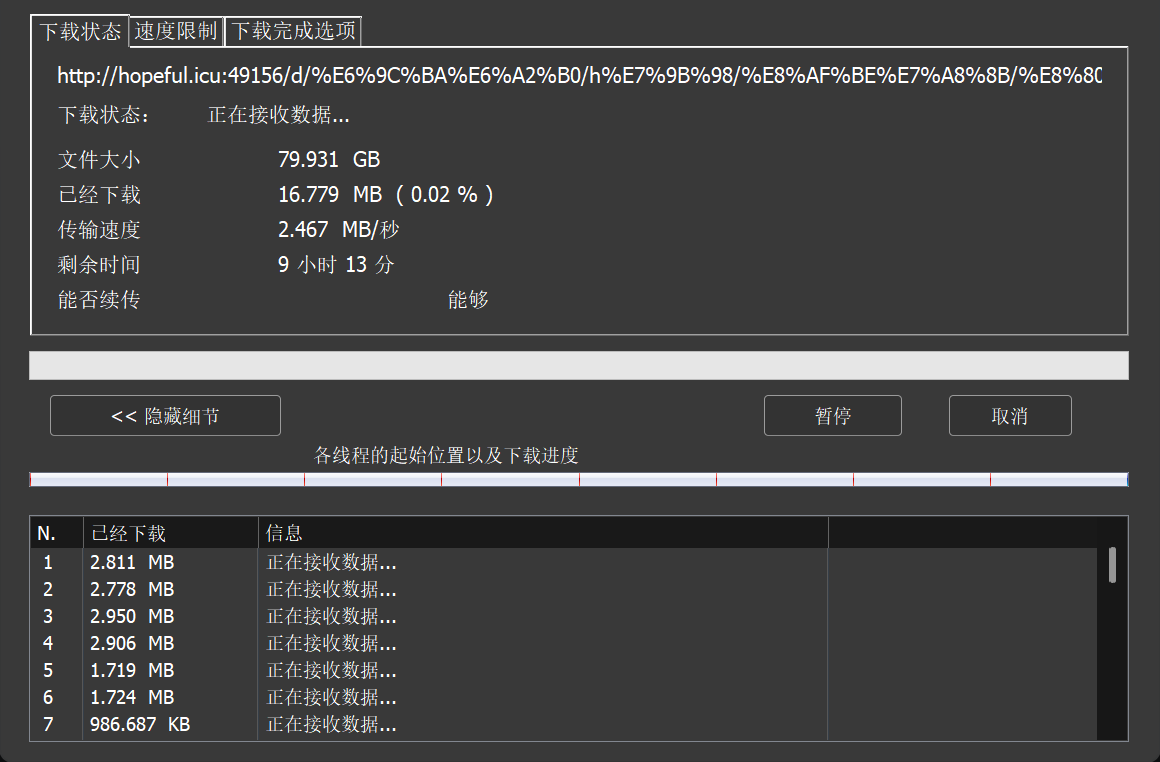 下载状态 速度限制 下载完成选项
http://hopeful.icu:49156/d/%E6%9C%BA%E6%A2%B0/h%E7%9B%98/%E8%AF%BE%E7%A8%8B/%E8%80
下载状态: 正在接收数据...
文件大小 79.931 GB
已经下载 16.779 MB ( 0.02 % )
传输速度 2.467 MB/秒
剩余时间 9 小时 13 分
能否续传 能够
<< 隐藏细节 暂停 取消
各线程的起始位置以及下载进度
N. 已经下载 信息
1 2.811 MB 正在接收数据...
2 2.778 MB 正在接收数据...
3 2.950 MB 正在接收数据...
4 2.906 MB 正在接收数据...
5 1.719 MB 正在接收数据...
6 1.724 MB 正在接收数据...
7 986.687 KB 正在接收数据...